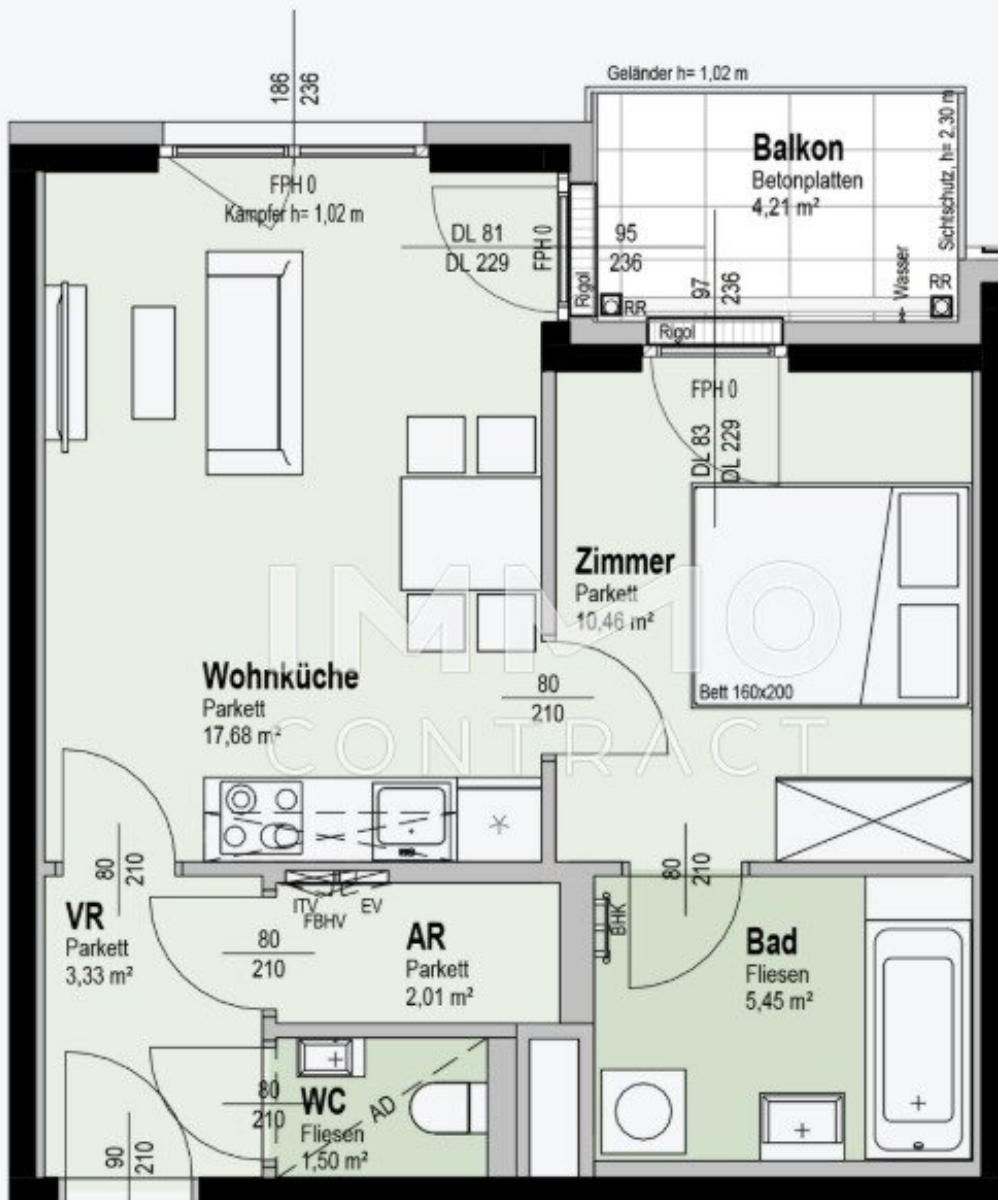 Geländer h= 1,02 m
186
236
Balkon
Betonplatten
4,21 m²
Sichtschutz, h= 2,30 m
FPH 0
Kämpfer h= 1,02 m
DL 81
DL 229
FPH 0
95
236
Rigol
RR
97
236
Wasser
RR
Rigol
FPH 0
DL 83
DL 229
Zimmer
Parkett
10,46 m²
Bett 160x200
IMMO
CONTRACT
Wohnküche
Parkett
17,68 m²
80
210
80
210
80
210
VR
Parkett
3,33 m²
ITV
FBHV
EV
80
210
AR
Parkett
2,01 m²
BHK
Bad
Fliesen
5,45 m²
80
210
WC
Fliesen
1,50 m²
AD
90
210